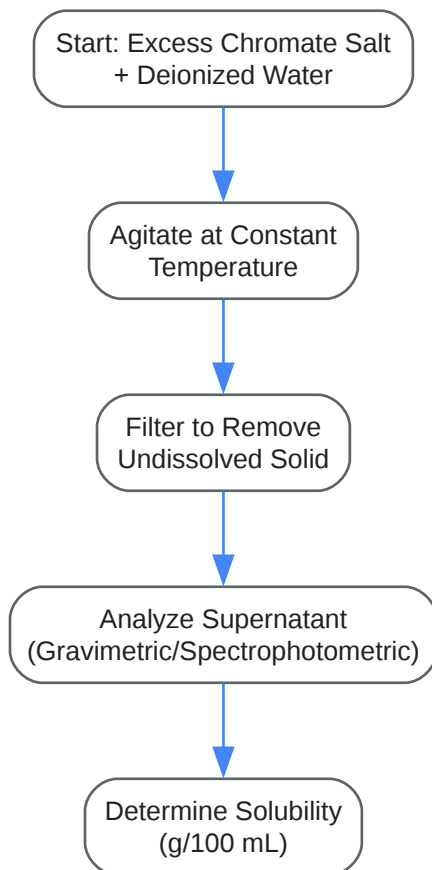 Start: Excess Chromate Salt
+ Deionized Water
Agitate at Constant
Temperature
Filter to Remove
Undissolved Solid
Analyze Supernatant
(Gravimetric/Spectrophotometric)
Determine Solubility
(g/100 mL)